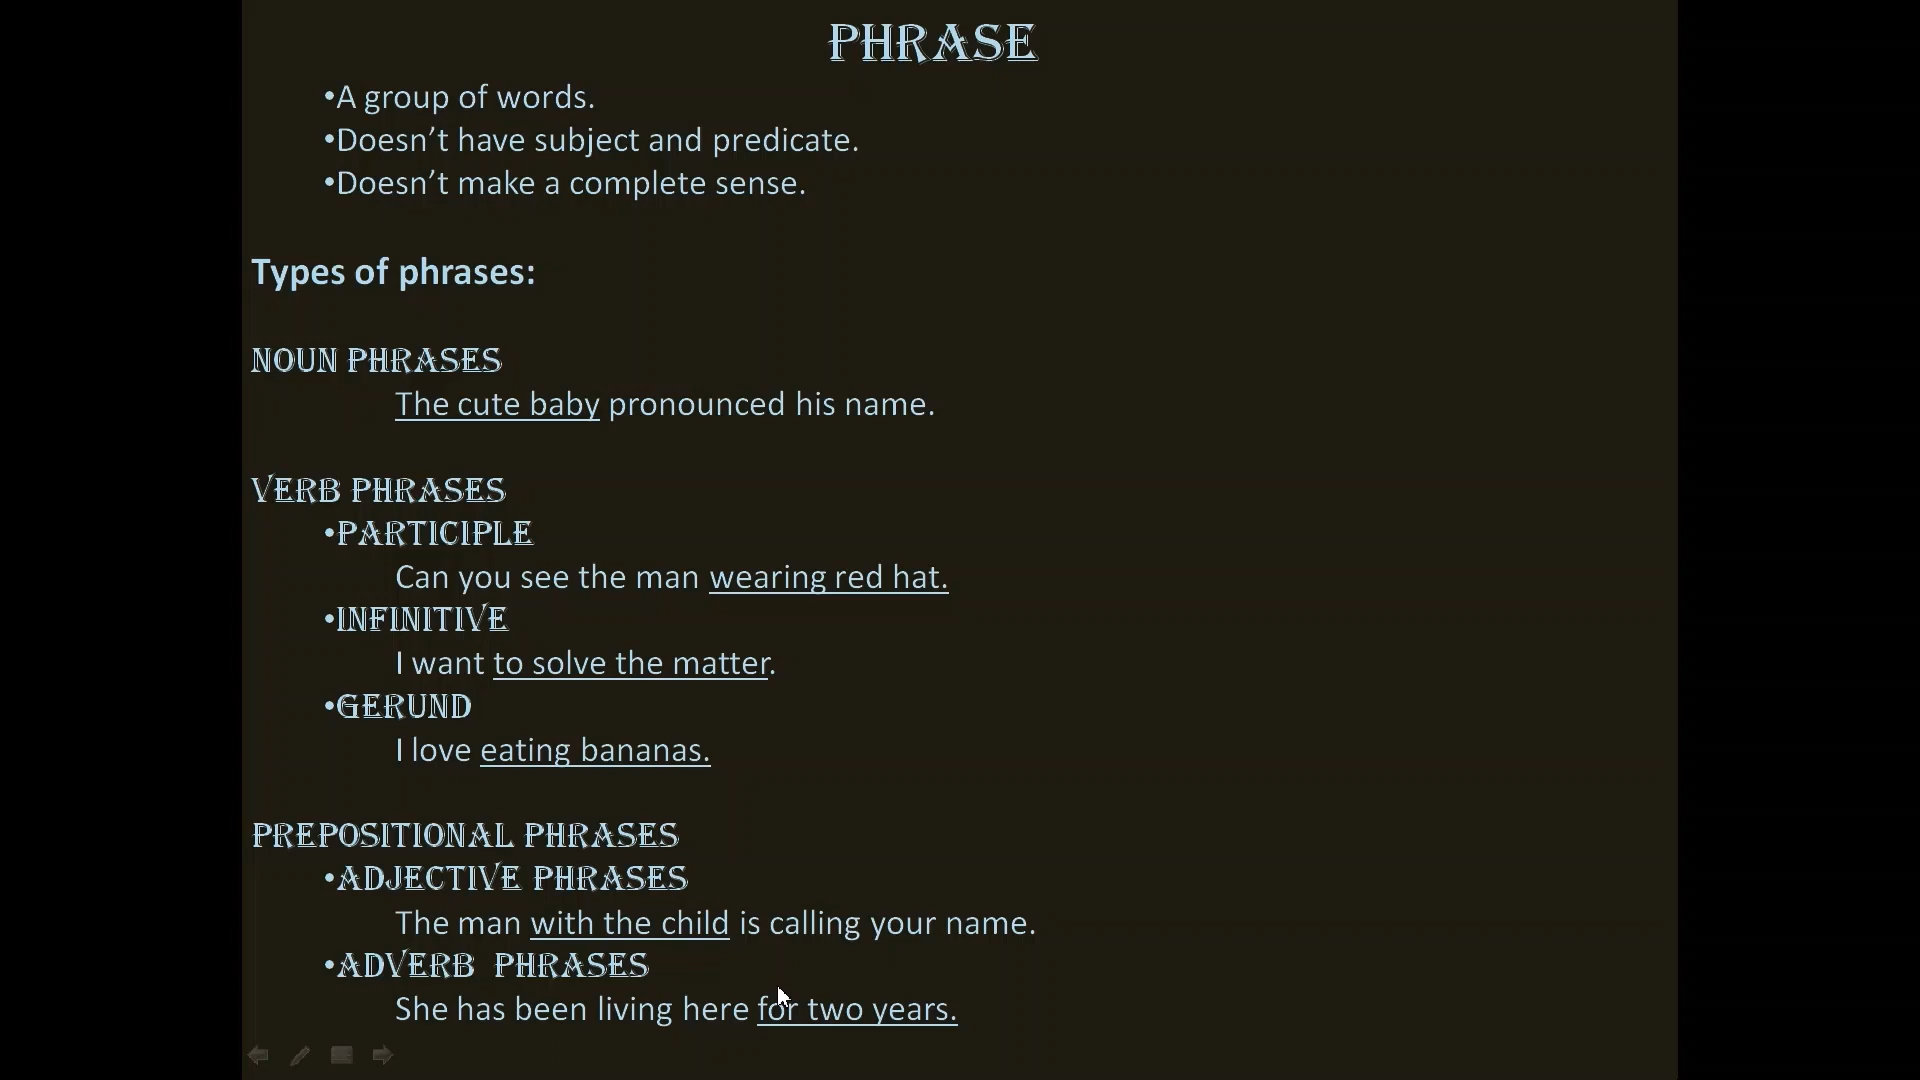 PHRASE
•A group of words.
•Doesn’t have subject and predicate.
•Doesn’t make a complete sense.
Types of phrases:
NOUN PHRASES
The cute baby pronounced his name.
VERB PHRASES
•PARTICIPLE
Can you see the man wearing red hat.
•INFINITIVE
I want to solve the matter.
•GERUND
I love eating bananas.
PREPOSITIONAL PHRASES
•ADJECTIVE PHRASES
The man with the child is calling your name.
•ADVERB PHRASES
She has been living here for two years.